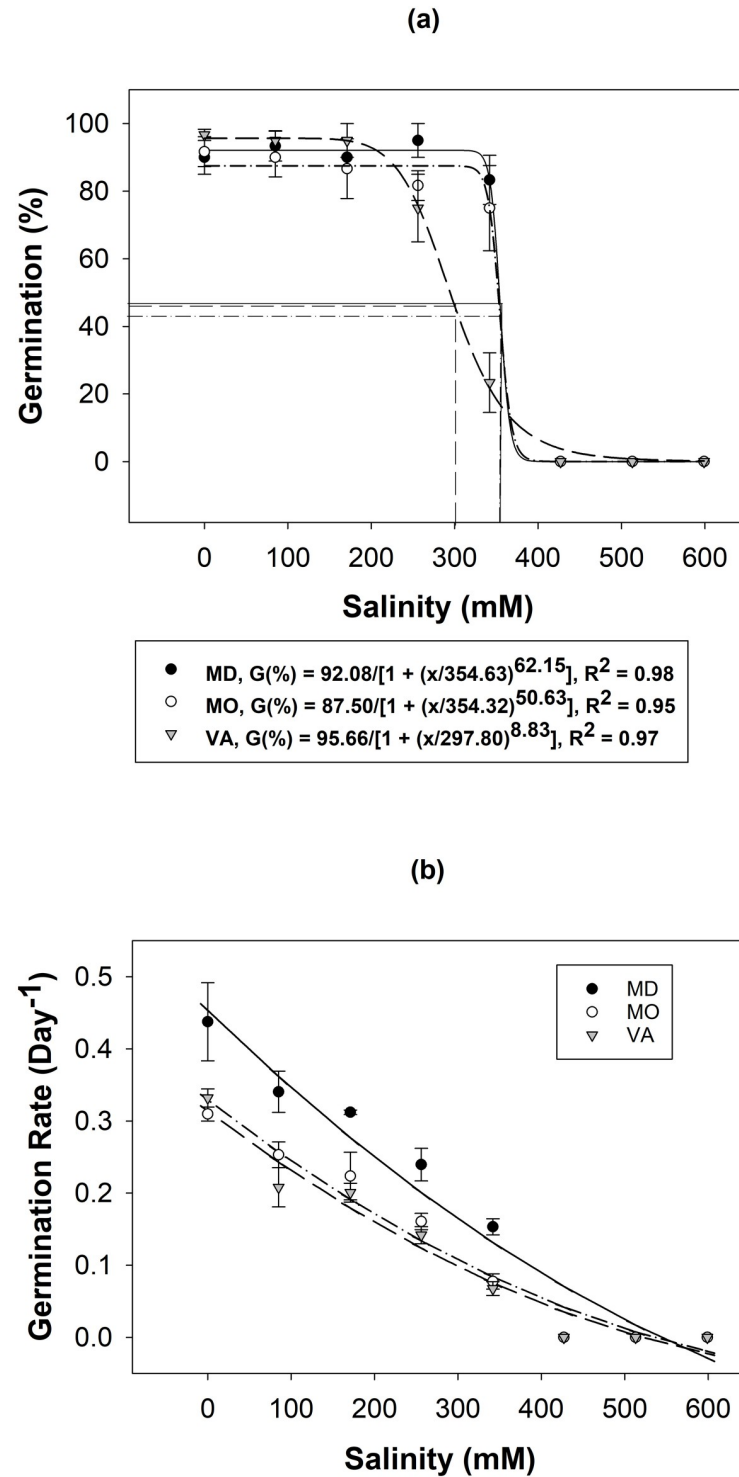 (a)
100
80
60
40
20
0
Germination (%)
0 100 200 300 400 500 600
Salinity (mM)
MD, G(%) = 92.08/[1 + (x/354.63)^62.15], R^2 = 0.98
MO, G(%) = 87.50/[1 + (x/354.32)^50.63], R^2 = 0.95
VA, G(%) = 95.66/[1 + (x/297.80)^8.83], R^2 = 0.97
(b)
0.5
0.4
0.3
0.2
0.1
0.0
Germination Rate (Day^-1)
MD
MO
VA
0 100 200 300 400 500 600
Salinity (mM)